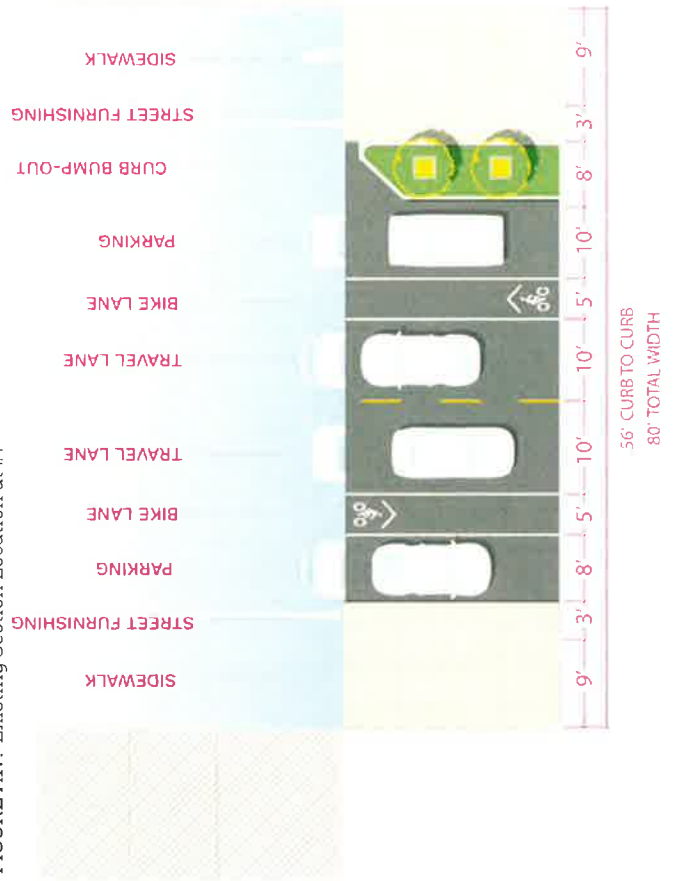 SIDEWALK
STREET FURNISHING
CURB BUMP-OUT
PARKING
BIKE LANE
TRAVEL LANE
TRAVEL LANE
BIKE LANE
PARKING
STREET FURNISHING
SIDEWALK
9' 3' 8' 5' 10' 10' 5' 10' 8' 3' 9'
56' CURB TO CURB
80' TOTAL WIDTH